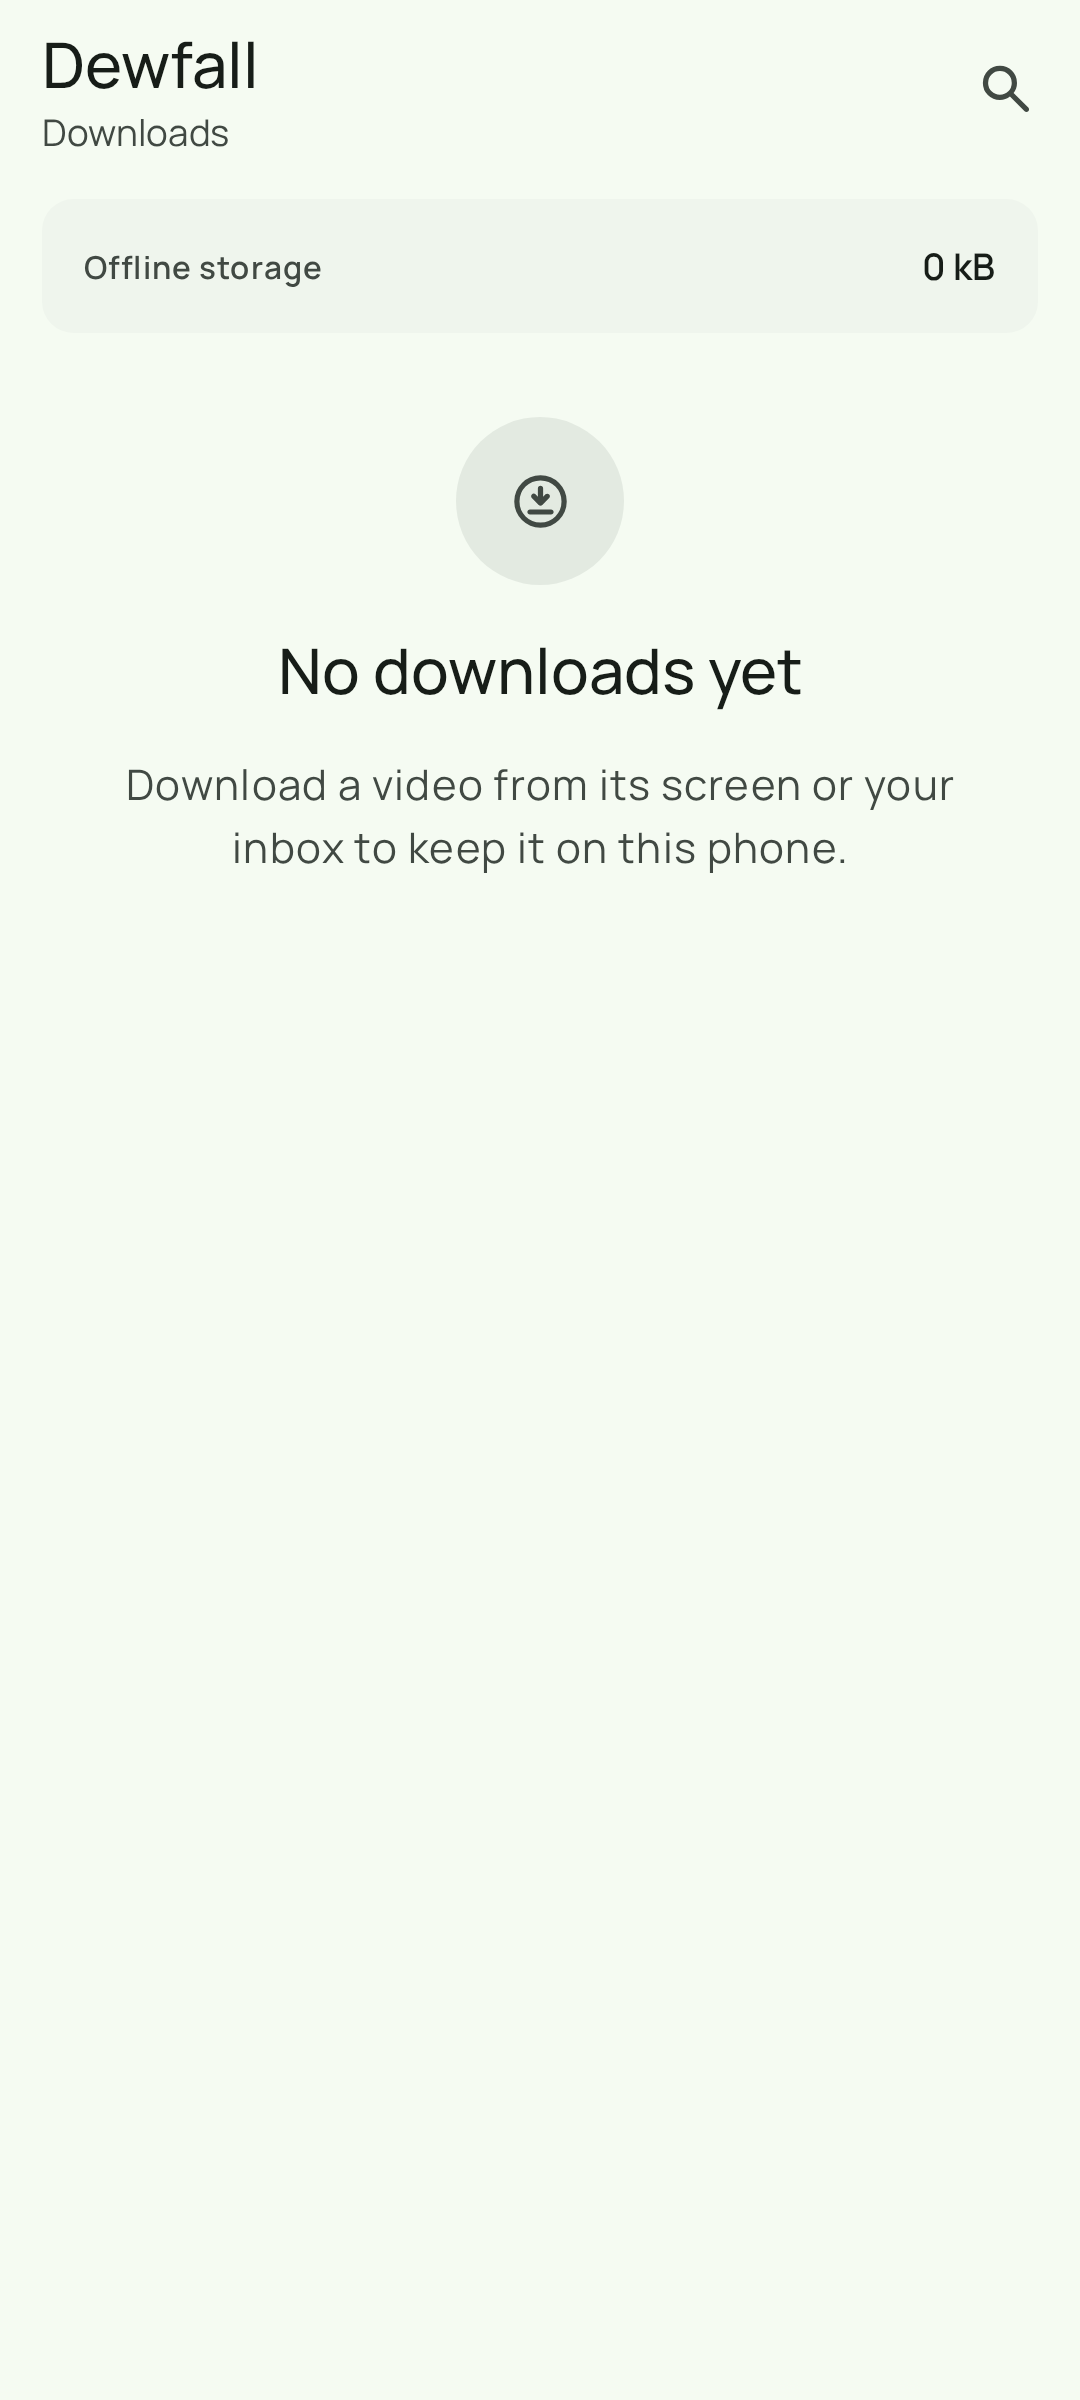 Dewfall
Downloads
Offline storage
0 kB
No downloads yet
Download a video from its screen or your
inbox to keep it on this phone.